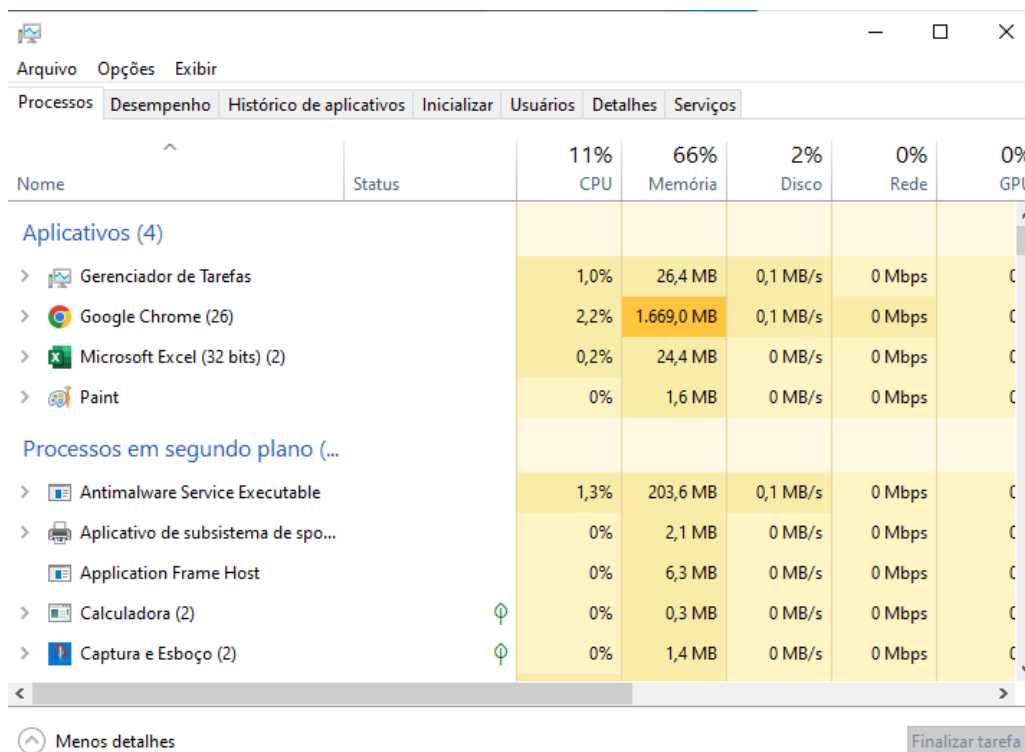 Arquivo Opções Exibir
Processos Desempenho Histórico de aplicativos Inicializar Usuários Detalhes Serviços
11% 66% 2% 0% 0%
Nome Status CPU Memória Disco Rede GPU
Aplicativos (4)
Gerenciador de Tarefas 1,0% 26,4 MB 0,1 MB/s 0 Mbps
Google Chrome (26) 2,2% 1.669,0 MB 0,1 MB/s 0 Mbps
Microsoft Excel (32 bits) (2) 0,2% 24,4 MB 0 MB/s 0 Mbps
Paint 0% 1,6 MB 0 MB/s 0 Mbps
Processos em segundo plano (...
Antimalware Service Executable 1,3% 203,6 MB 0,1 MB/s 0 Mbps
Aplicativo de subsistema de spo... 0% 2,1 MB 0 MB/s 0 Mbps
Application Frame Host 0% 6,3 MB 0 MB/s 0 Mbps
Calculadora (2) 0% 0,3 MB 0 MB/s 0 Mbps
Captura e Esboço (2) 0% 1,4 MB 0 MB/s 0 Mbps
Menos detalhes Finalizar tarefa